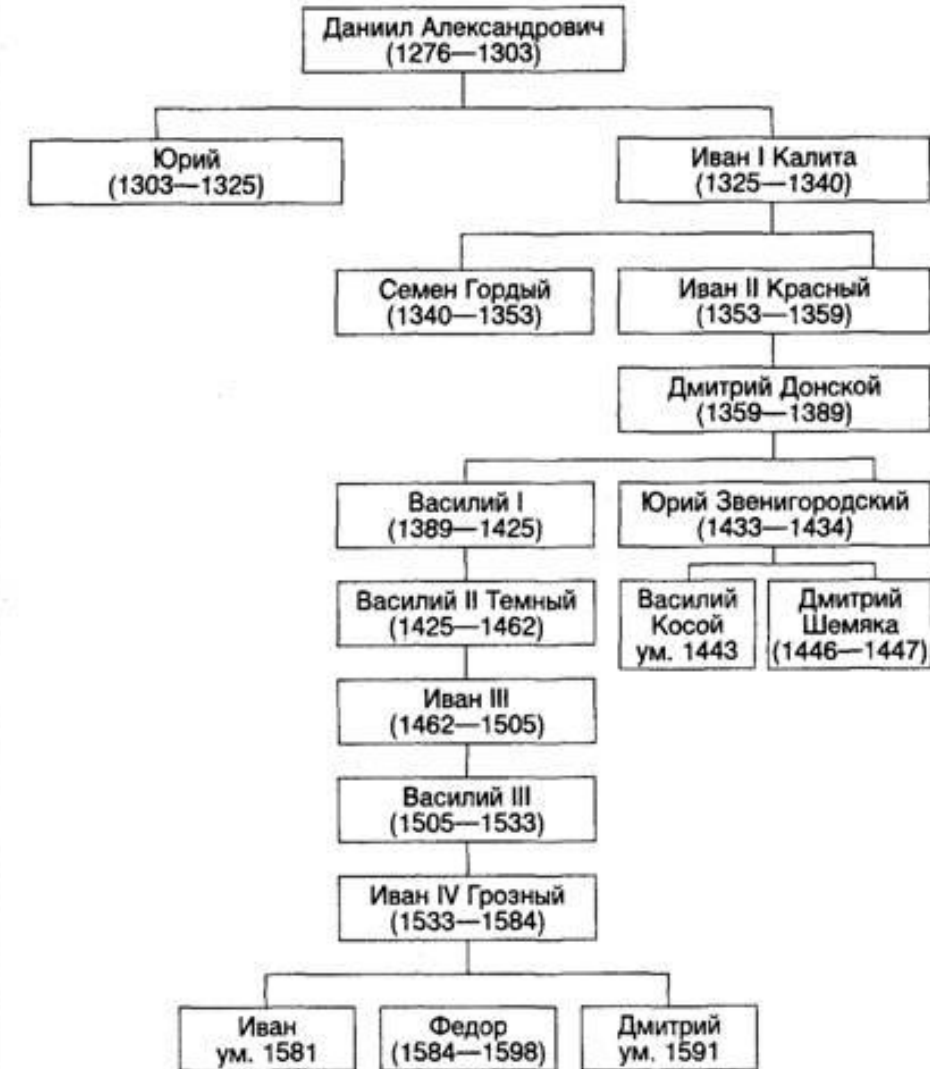 Даниил Александрович
(1276—1303)
Юрий
(1303—1325)
Иван I Калита
(1325—1340)
Семен Гордый
(1340—1353)
Иван II Красный
(1353—1359)
Дмитрий Донской
(1359—1389)
Василий I
(1389—1425)
Юрий Звенигородский
(1433—1434)
Василий II Темный
(1425—1462)
Василий
Косой
ум. 1443
Дмитрий
Шемяка
(1446—1447)
Иван III
(1462—1505)
Василий III
(1505—1533)
Иван IV Грозный
(1533—1584)
Иван
ум. 1581
Федор
(1584—1598)
Дмитрий
ум. 1591